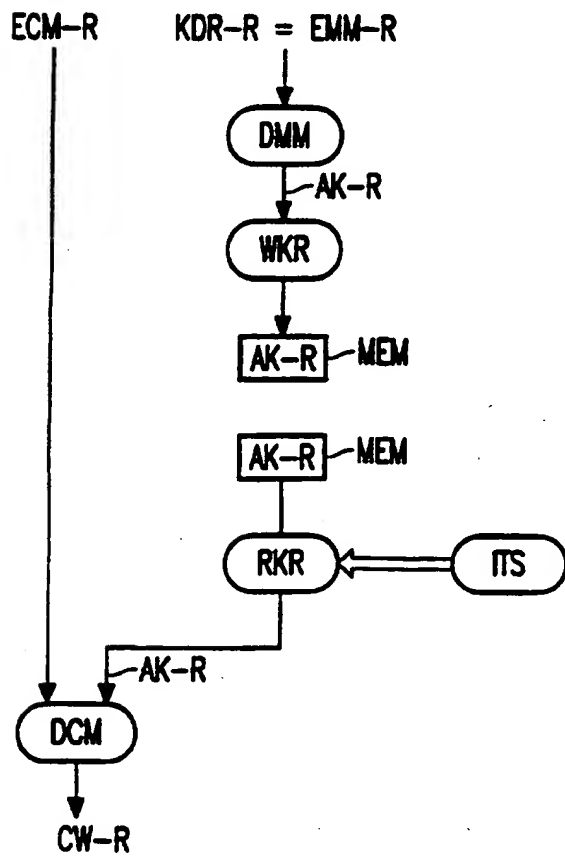 ECM-R
KDR-R = EMM-R
DMM
AK-R
WKR
AK-R
MEM
AK-R
MEM
RKR
ITS
AK-R
DCM
CW-R